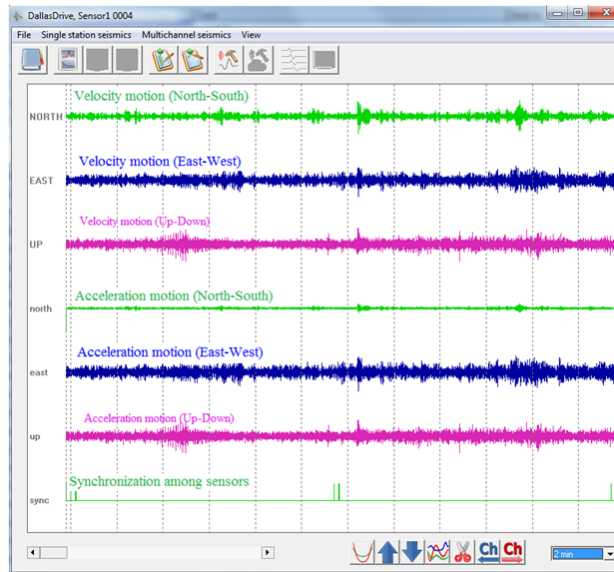 DallasDrive, Sensor1 0004
File Single station seismics Multichannel seismics View
Velocity motion (North-South)
NORTH
Velocity motion (East-West)
EAST
Velocity motion (Up-Down)
UP
Acceleration motion (North-South)
north
Acceleration motion (East-West)
east
Acceleration motion (Up-Down)
up
Synchronization among sensors
sync
Ch Ch 2 min